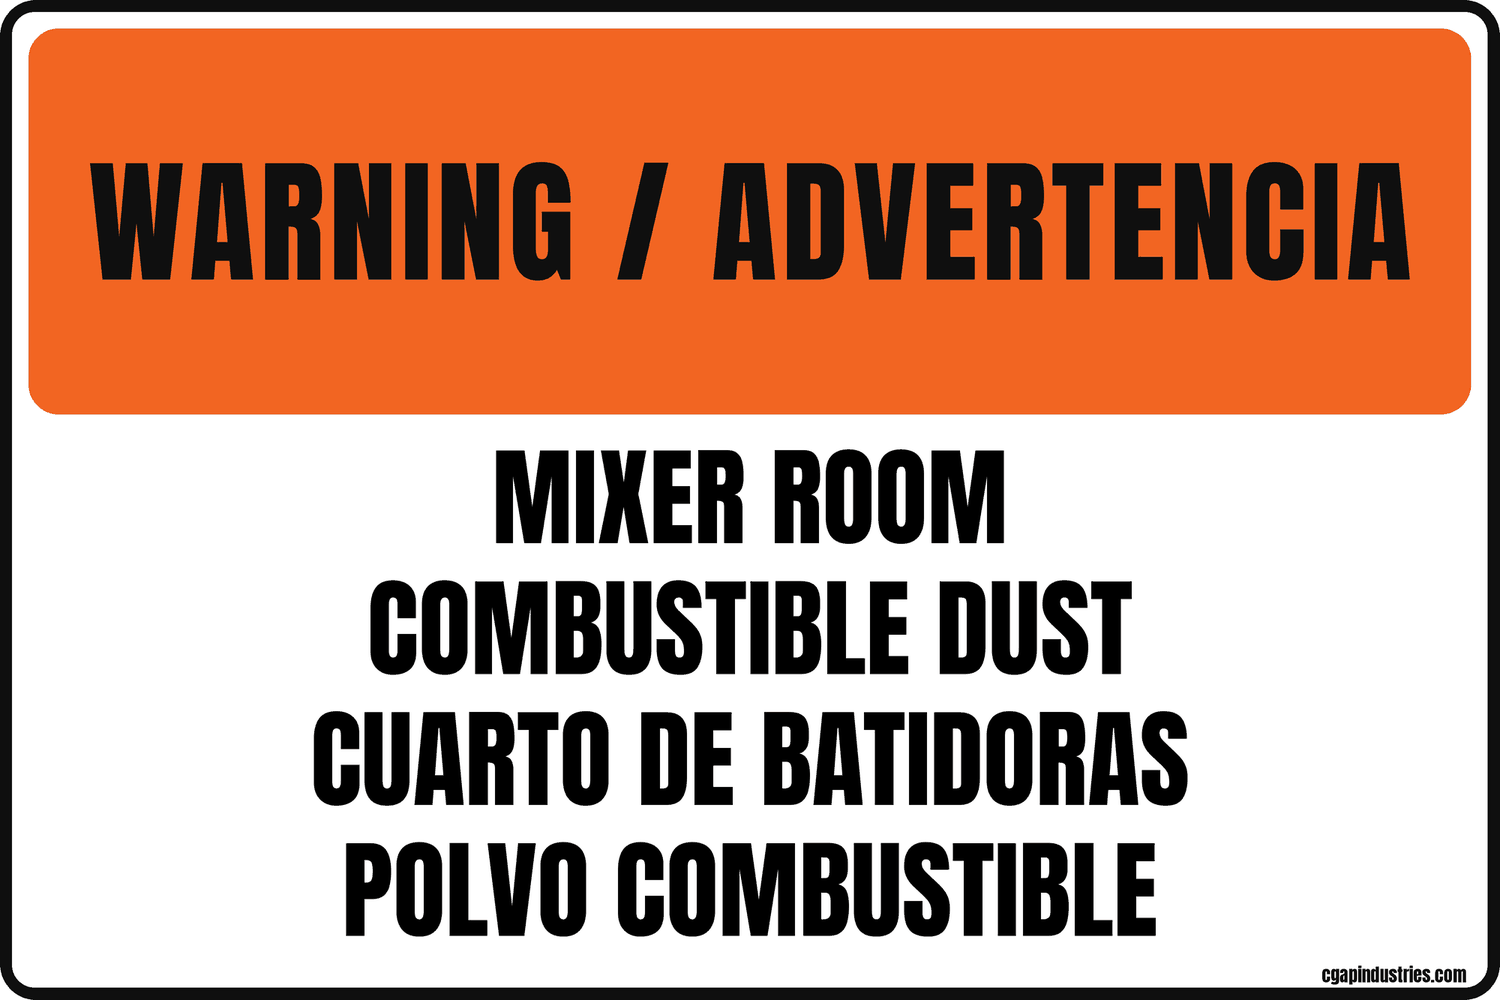 WARNING / ADVERTENCIA
MIXER ROOM
COMBUSTIBLE DUST
CUARTO DE BATIDORAS
POLVO COMBUSTIBLE
cgapindustries.com